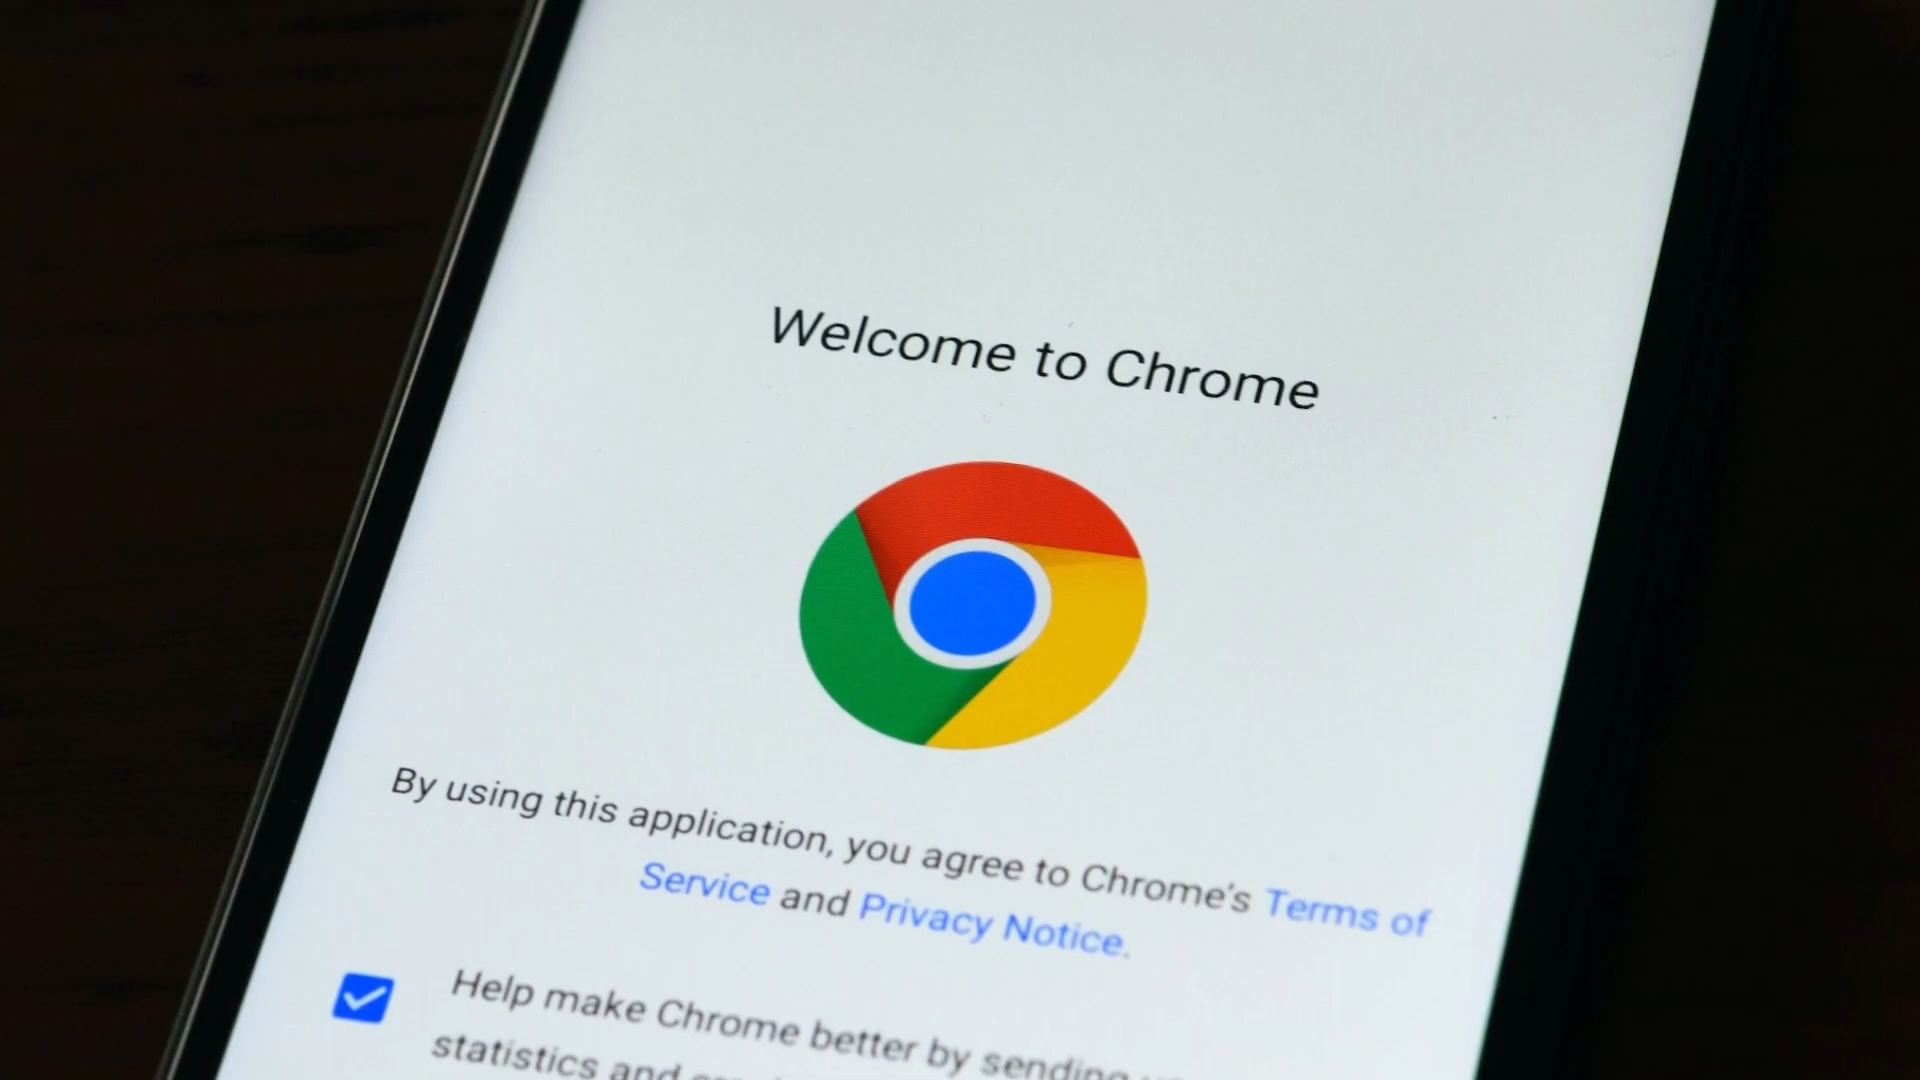 Welcome to Chrome
By using this application, you agree to Chrome's Terms of
Service and Privacy Notice.
Help make Chrome better by sending
statistics and